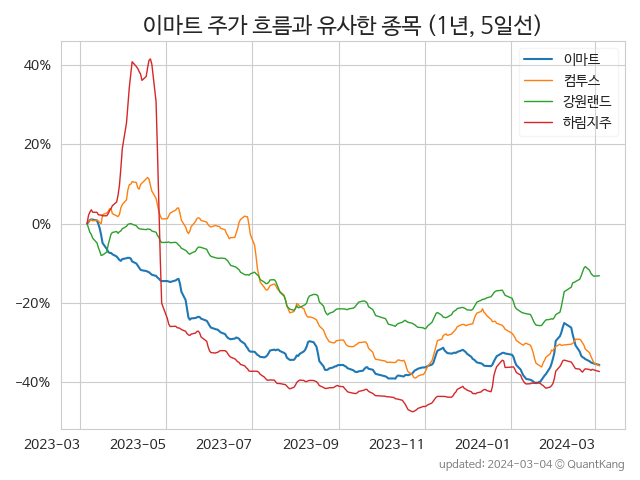 이마트 주가 흐름과 유사한 종목 (1년, 5일선)
이마트
컴투스
강원랜드
하림지주
40%
20%
0%
−20%
−40%
2023-03 2023-05 2023-07 2023-09 2023-11 2024-01 2024-03
updated: 2024-03-04 © QuantKang